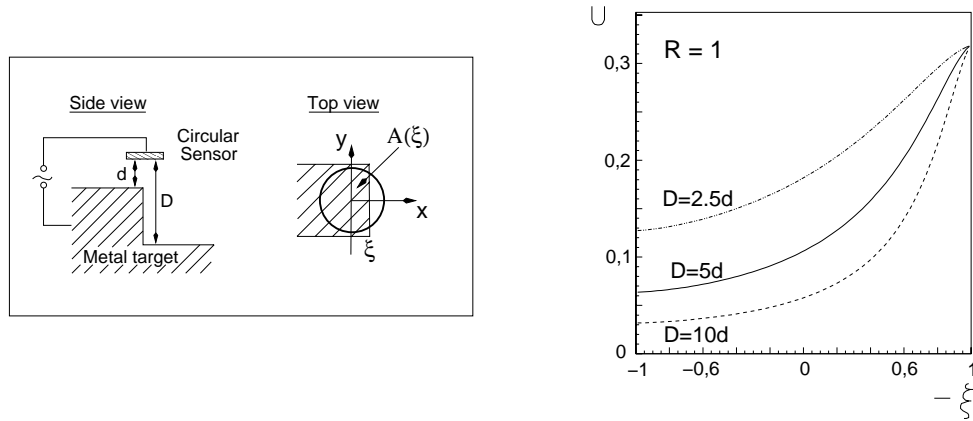 Side view
Top view
Circular
Sensor
d
D
Metal target
y
A(ξ)
x
ξ
U
R = 1
0,3
0,2
0,1
0
D=2.5d
D=5d
D=10d
−1
−0,6
0
0,6
1
− ξ